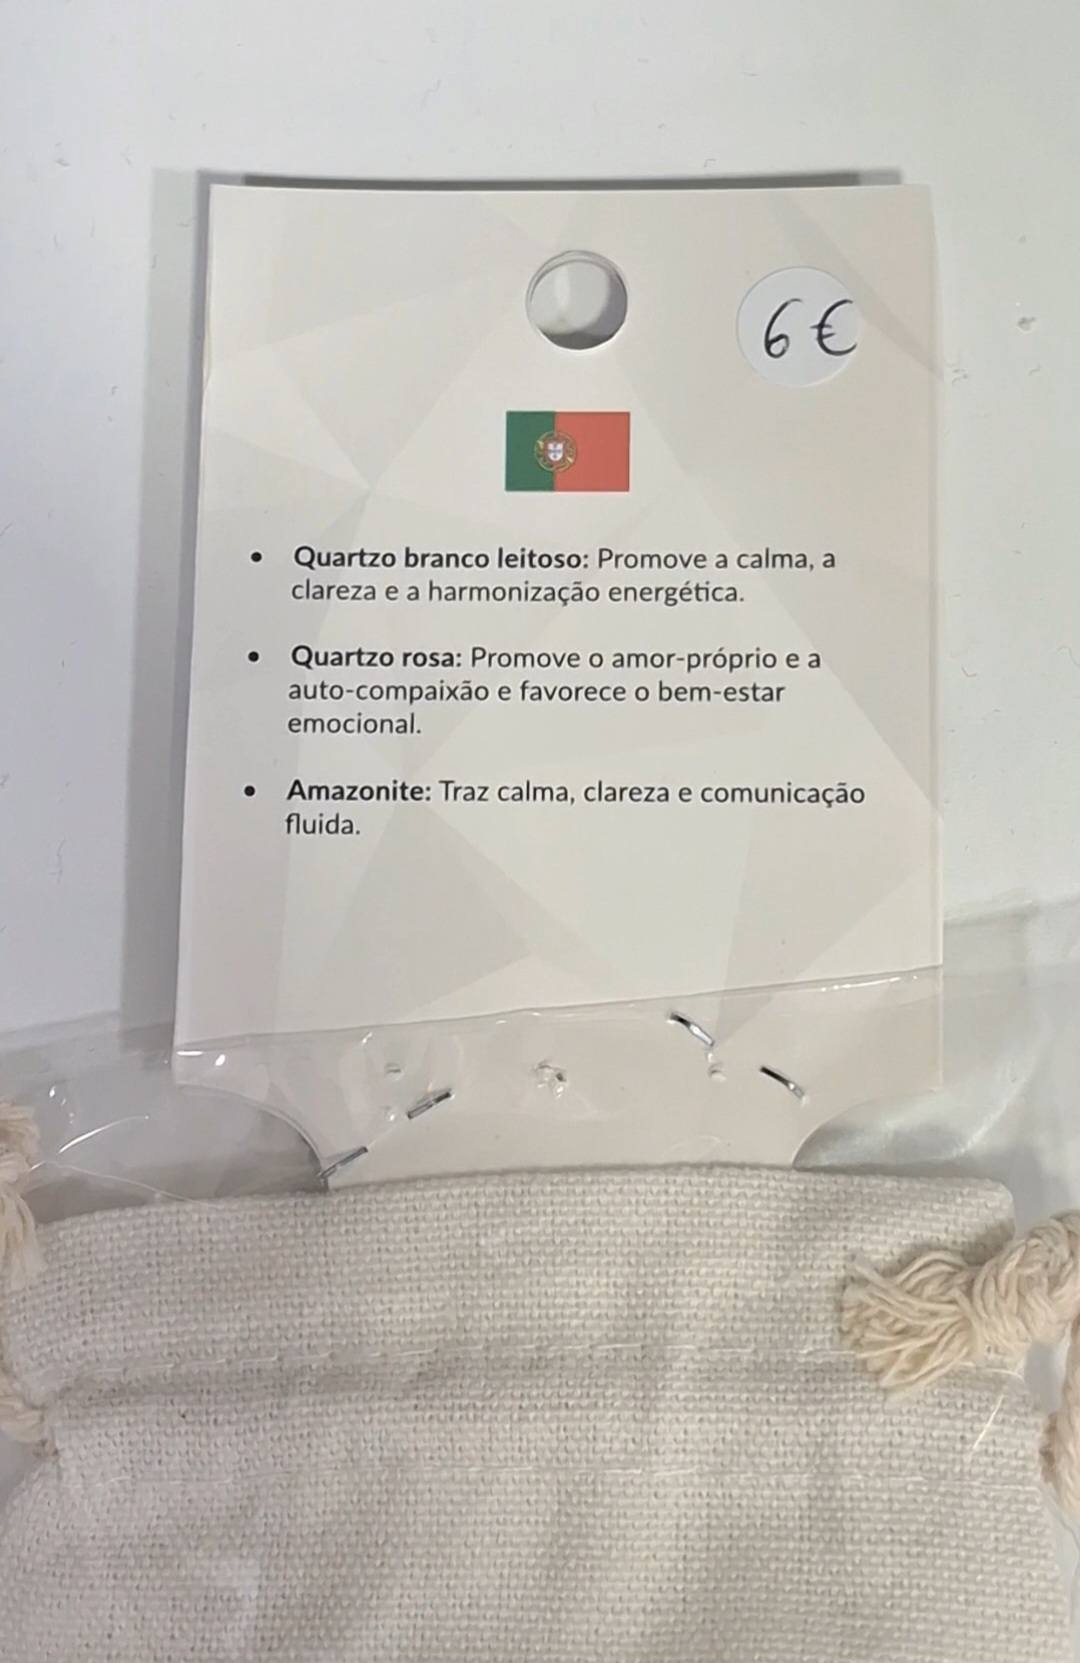 6€
• Quartzo branco leitoso: Promove a calma, a
clareza e a harmonização energética.
• Quartzo rosa: Promove o amor-próprio e a
auto-compaixão e favorece o bem-estar
emocional.
• Amazonite: Traz calma, clareza e comunicação
fluida.